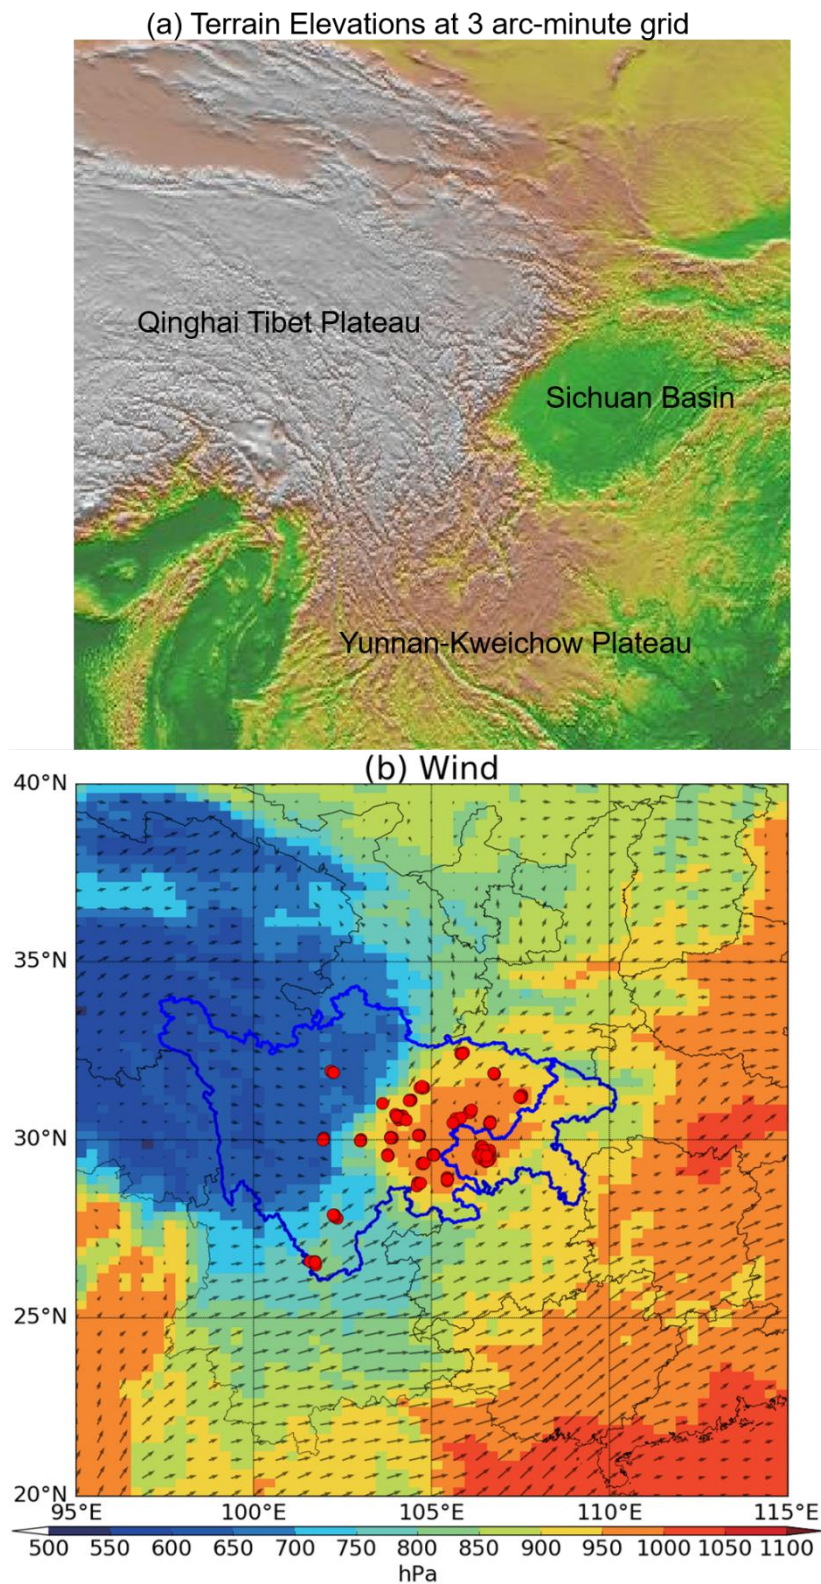 (a) Terrain Elevations at 3 arc-minute grid
Qinghai Tibet Plateau
Sichuan Basin
Yunnan-Kweichow Plateau
(b) Wind
40°N
35°N
30°N
25°N
20°N
95°E 100°E 105°E 110°E 115°E
500 550 600 650 700 750 800 850 900 950 1000 1050 1100
hPa